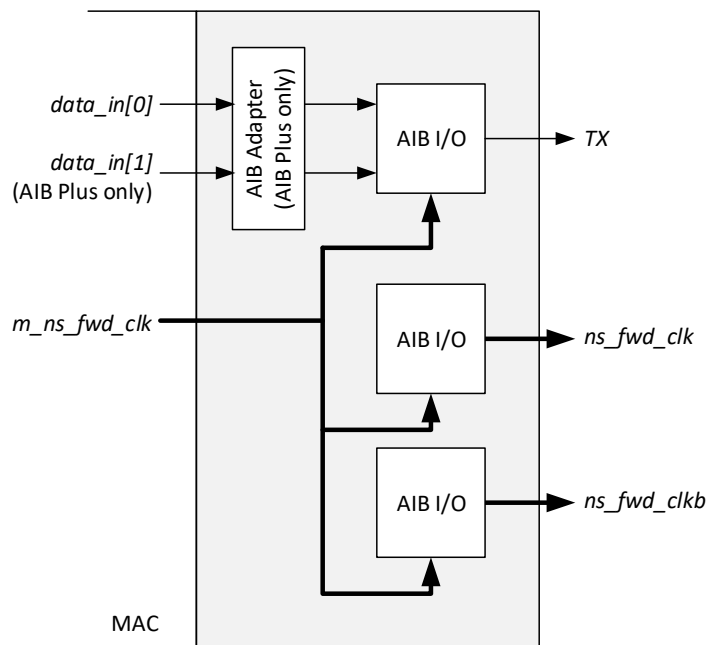 data_in[0]
data_in[1]
(AIB Plus only)
AIB Adapter
(AIB Plus only)
AIB I/O
TX
m_ns_fwd_clk
AIB I/O
ns_fwd_clk
AIB I/O
ns_fwd_clkb
MAC